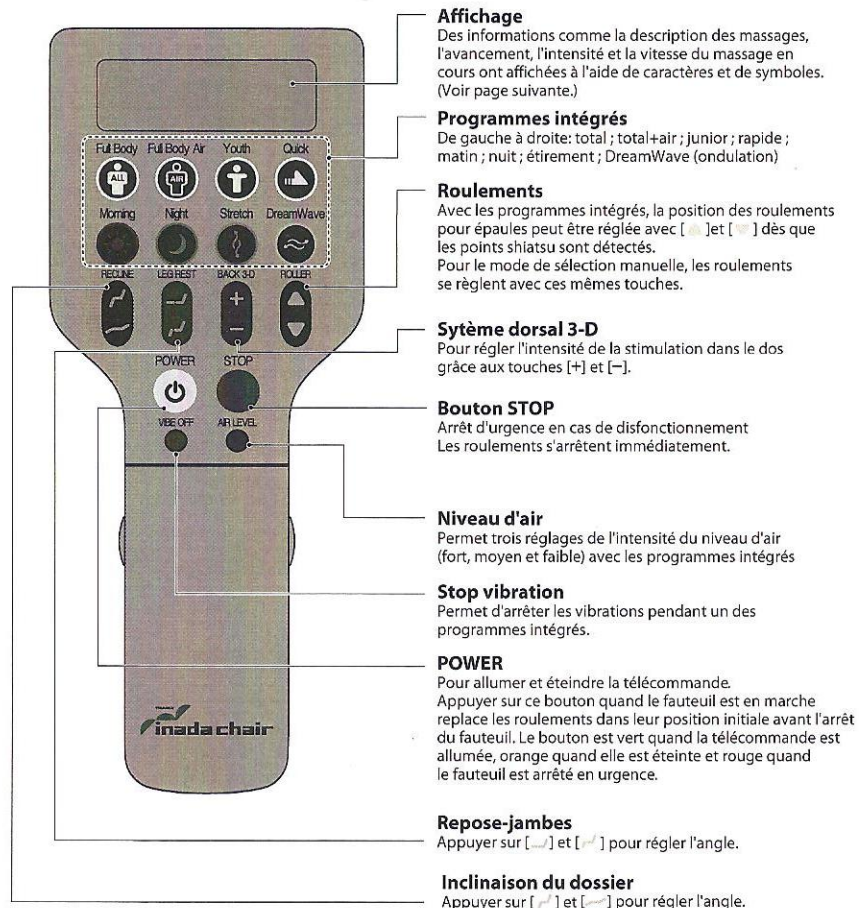 Affichage
Des informations comme la description des massages,
l'avancement, l'intensité et la vitesse du massage en
cours ont affichées à l'aide de caractères et de symboles.
(Voir page suivante.)
Programmes intégrés
De gauche à droite: total ; total+air ; junior ; rapide ;
matin ; nuit ; étirement ; DreamWave (ondulation)
Full Body Full Body Air Youth Quick
ALL AIR
Morning Night Stretch DreamWave
RECLINE LEG REST BACK 3-D ROLLER
+
−
POWER STOP
VIBE OFF AIR LEVEL
inada chair
Roulements
Avec les programmes intégrés, la position des roulements
pour épaules peut être réglée avec [▲]et [▼] dès que
les points shiatsu sont détectés.
Pour le mode de sélection manuelle, les roulements
se règlent avec ces mêmes touches.
Sytème dorsal 3-D
Pour régler l'intensité de la stimulation dans le dos
grâce aux touches [+] et [−].
Bouton STOP
Arrêt d'urgence en cas de disfonctionnement
Les roulements s'arrêtent immédiatement.
Niveau d'air
Permet trois réglages de l'intensité du niveau d'air
(fort, moyen et faible) avec les programmes intégrés
Stop vibration
Permet d'arrêter les vibrations pendant un des
programmes intégrés.
POWER
Pour allumer et éteindre la télécommande.
Appuyer sur ce bouton quand le fauteuil est en marche
replace les roulements dans leur position initiale avant l'arrêt
du fauteuil. Le bouton est vert quand la télécommande est
allumée, orange quand elle est éteinte et rouge quand
le fauteuil est arrêté en urgence.
Repose-jambes
Appuyer sur [ ] et [ ] pour régler l'angle.
Inclinaison du dossier
Appuyer sur [ ] et [ ] pour régler l'angle.